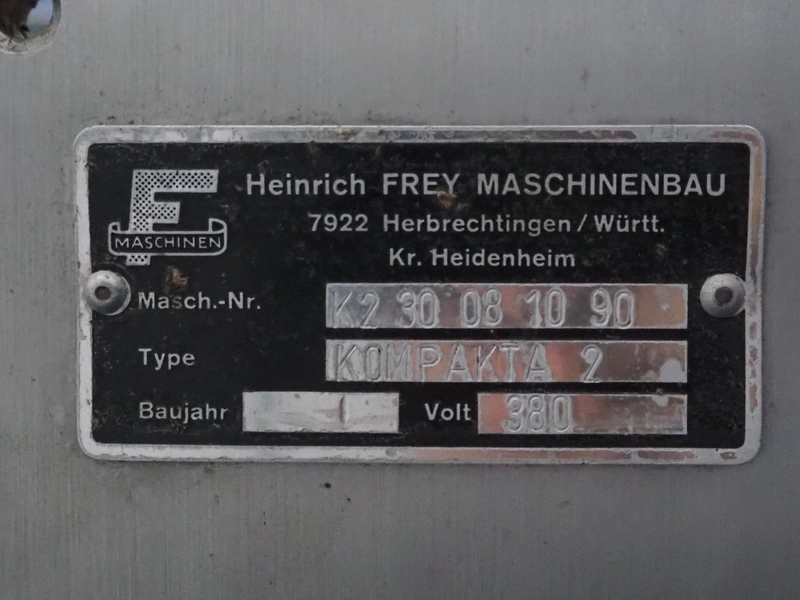 F
MASCHINEN
Heinrich FREY MASCHINENBAU
7922 Herbrechtingen/Württ.
Kr. Heidenheim
Masch.-Nr. K2 30 08 10 90
Type KOMPAKTA 2
Baujahr Volt 380